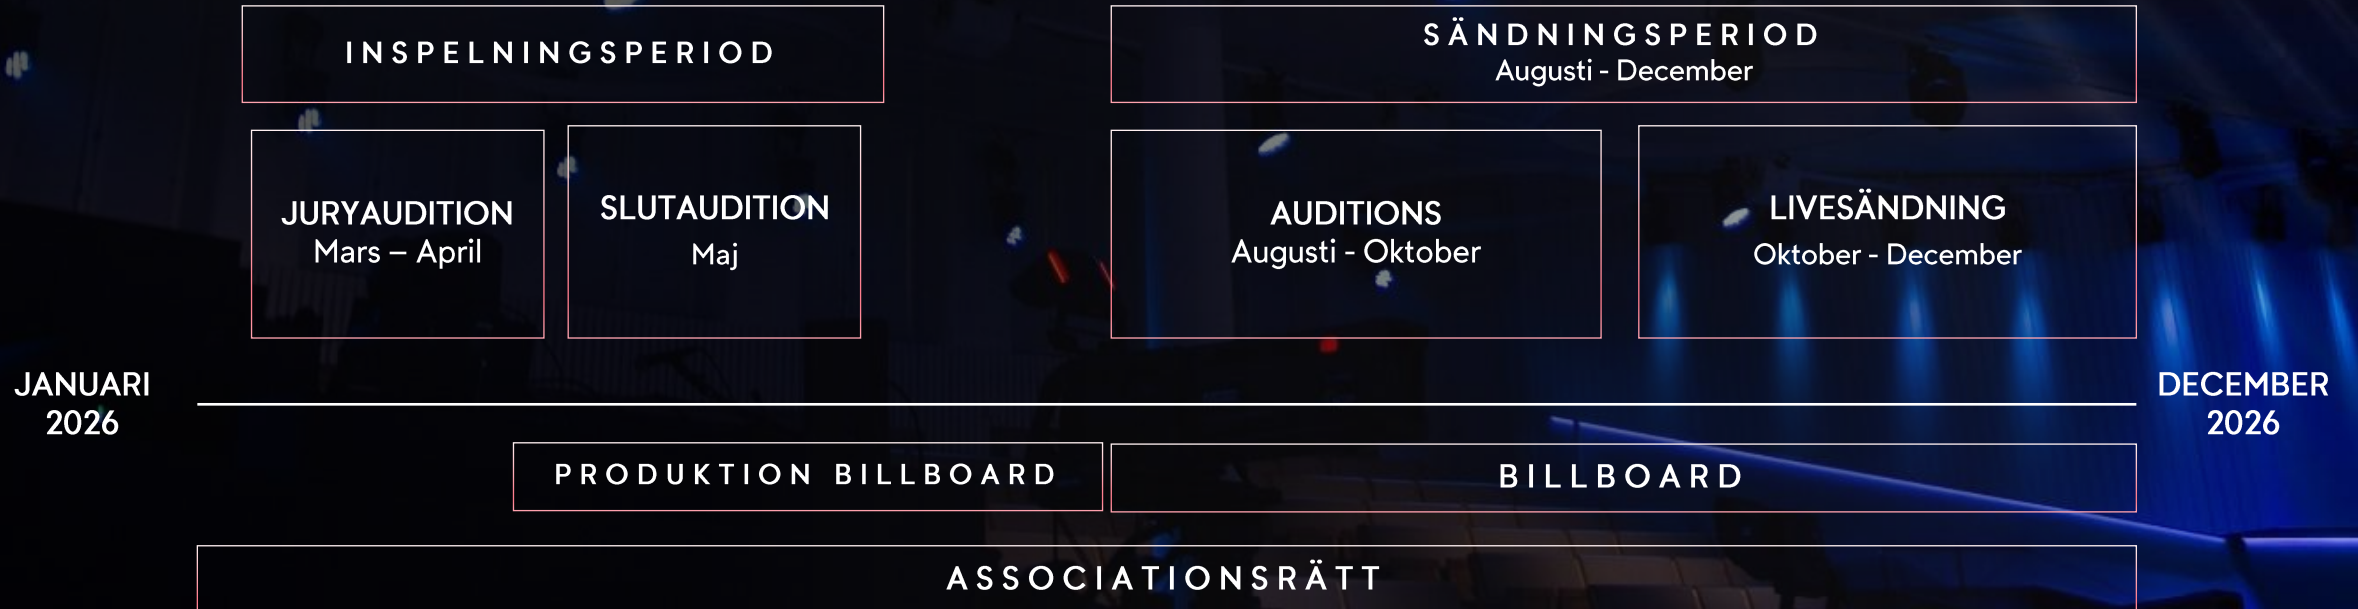 INSPELNINGSPERIOD
SÄNDNINGSPERIOD
Augusti - December
JURYAUDITION
Mars – April
SLUTAUDITION
Maj
AUDITIONS
Augusti - Oktober
LIVESÄNDNING
Oktober - December
JANUARI
2026
DECEMBER
2026
PRODUKTION BILLBOARD
BILLBOARD
ASSOCIATIONSRÄTT